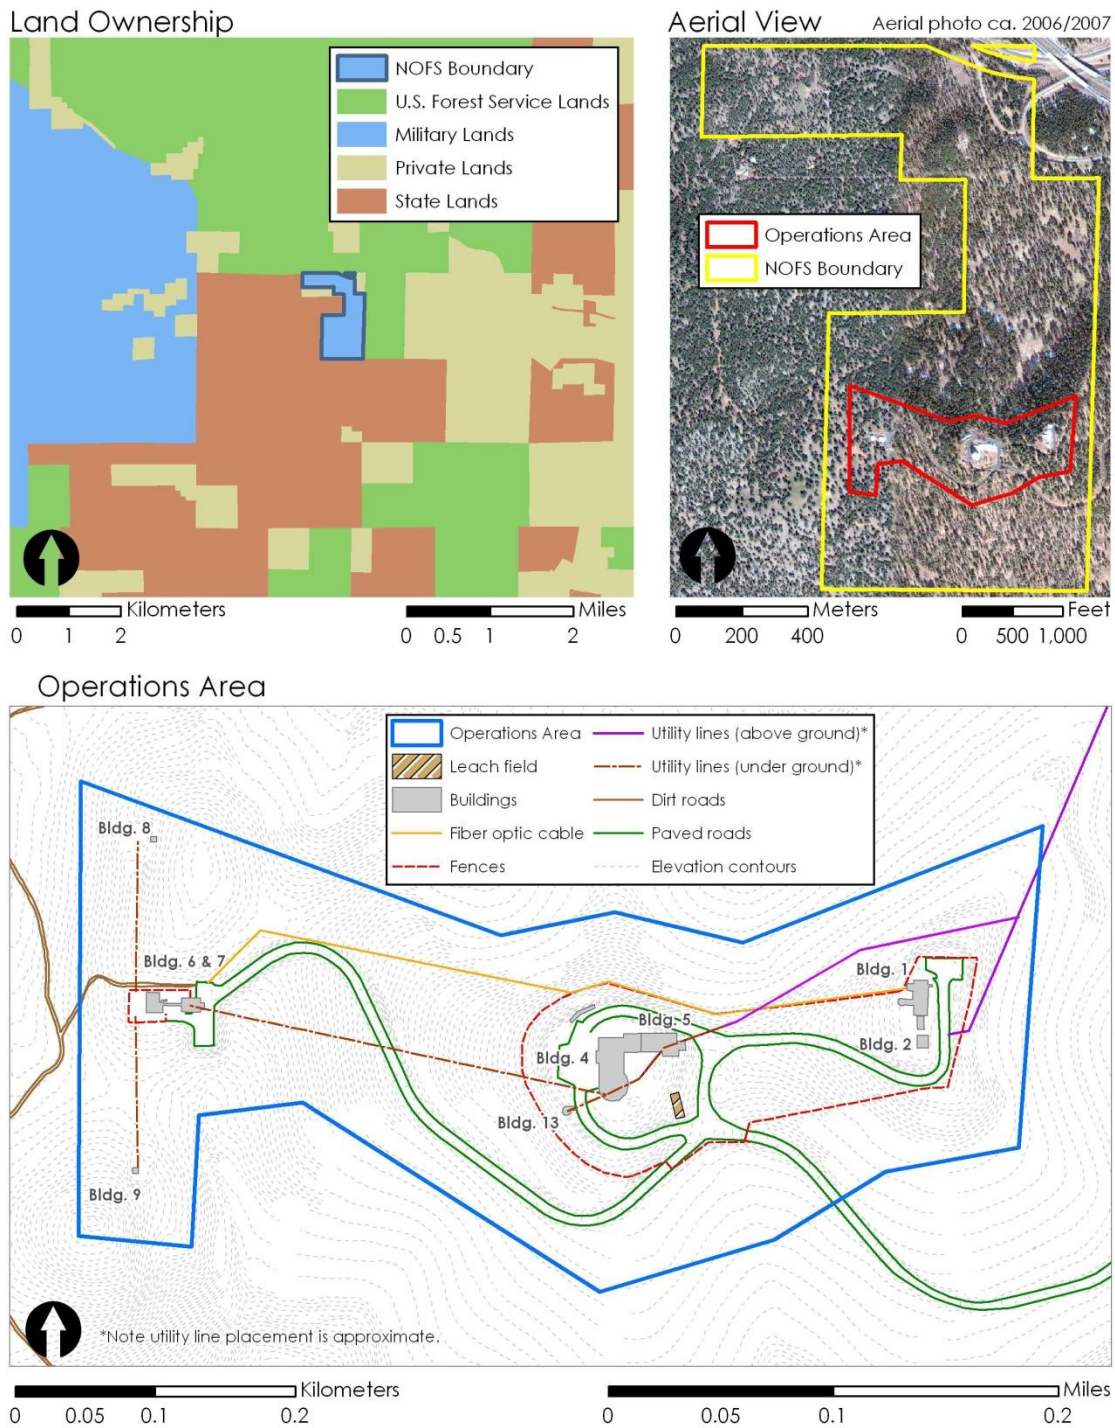 Land Ownership
NOFS Boundary
U.S. Forest Service Lands
Military Lands
Private Lands
State Lands
Kilometers
0 1 2
Miles
0 0.5 1 2
Aerial View
Aerial photo ca. 2006/2007
Operations Area
NOFS Boundary
Meters
0 200 400
Feet
0 500 1,000
Operations Area
Operations Area
Leach field
Buildings
Fiber optic cable
Fences
Utility lines (above ground)*
Utility lines (under ground)*
Dirt roads
Paved roads
Elevation contours
Bldg. 8
Bldg. 6 & 7
Bldg. 1
Bldg. 5
Bldg. 2
Bldg. 4
Bldg. 13
Bldg. 9
*Note utility line placement is approximate.
Kilometers
0 0.05 0.1 0.2
Miles
0 0.05 0.1 0.2